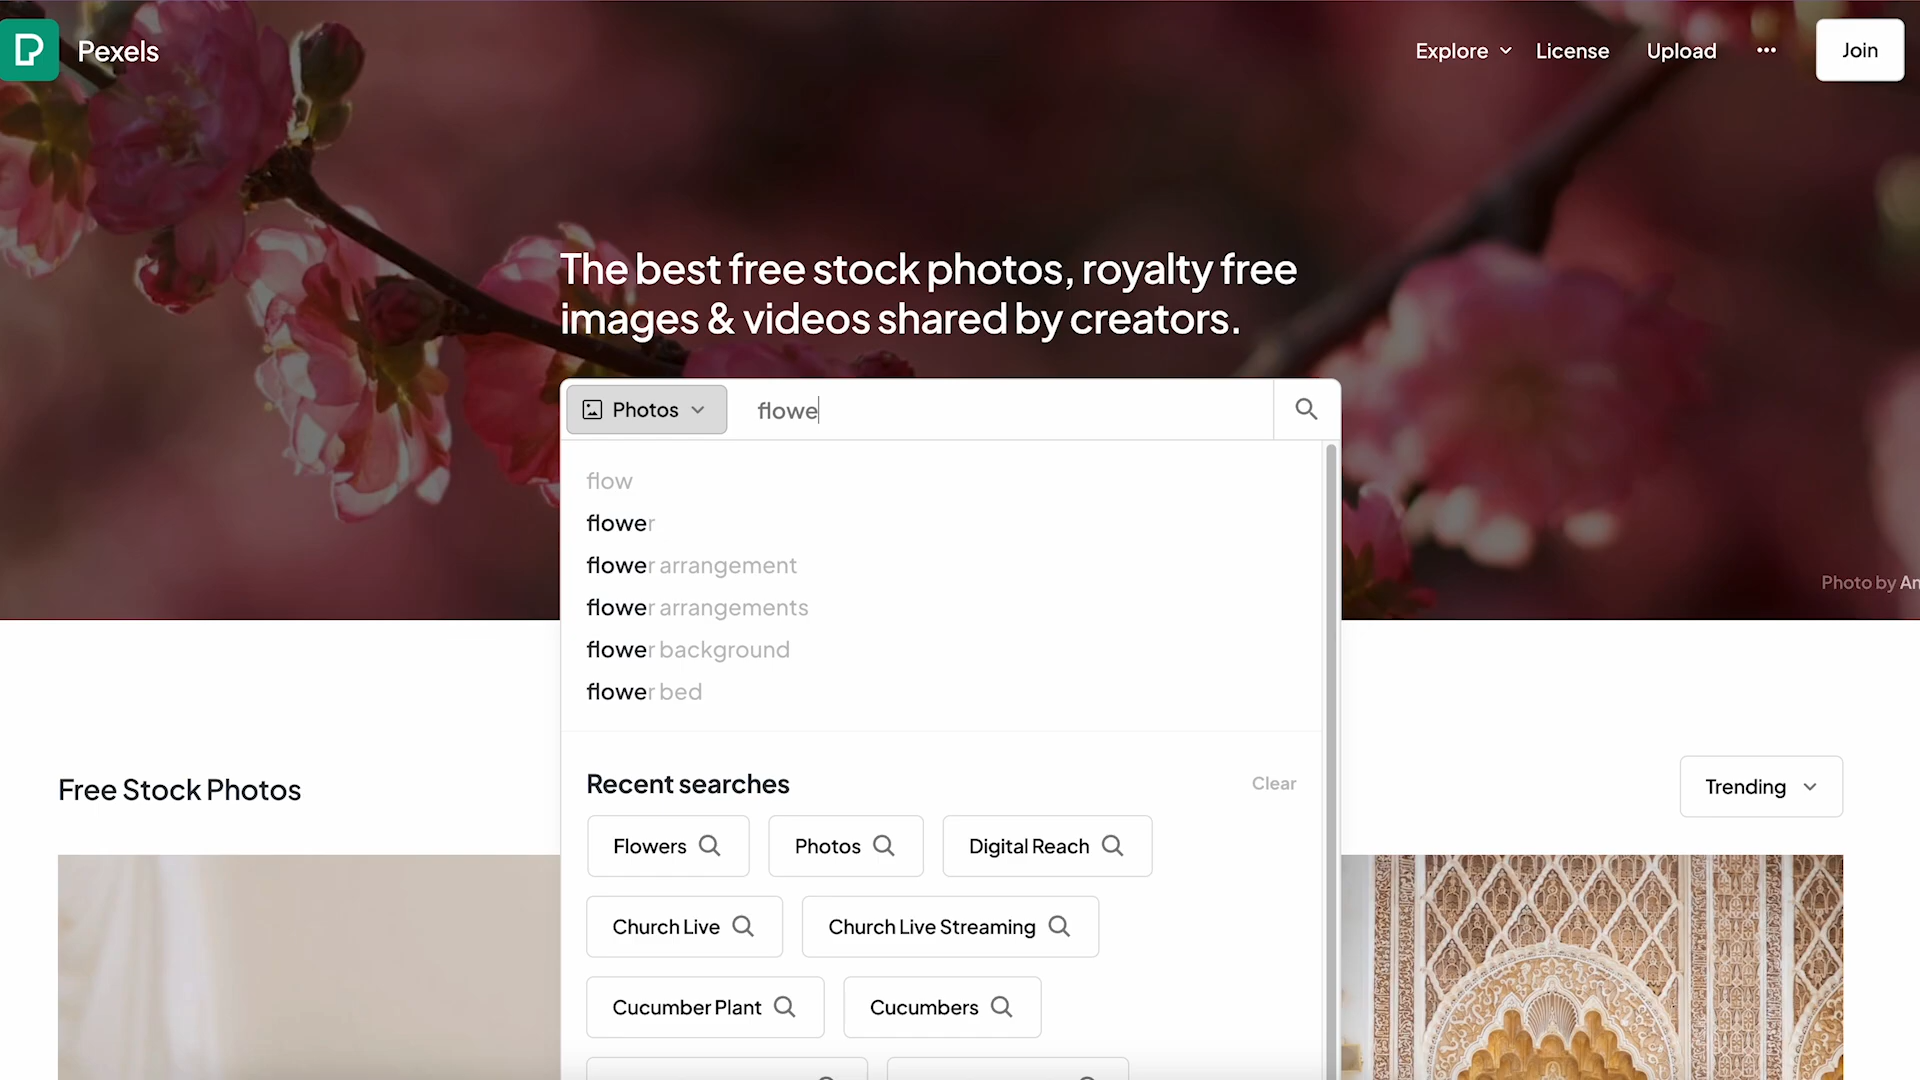 Pexels
Explore
License
Upload
Join
The best free stock photos, royalty free
images & videos shared by creators.
Photos
flowe
flow
flower
flower arrangement
flower arrangements
flower background
flower bed
Photo by An
Recent searches
Clear
Free Stock Photos
Trending
Flowers
Photos
Digital Reach
Church Live
Church Live Streaming
Cucumber Plant
Cucumbers